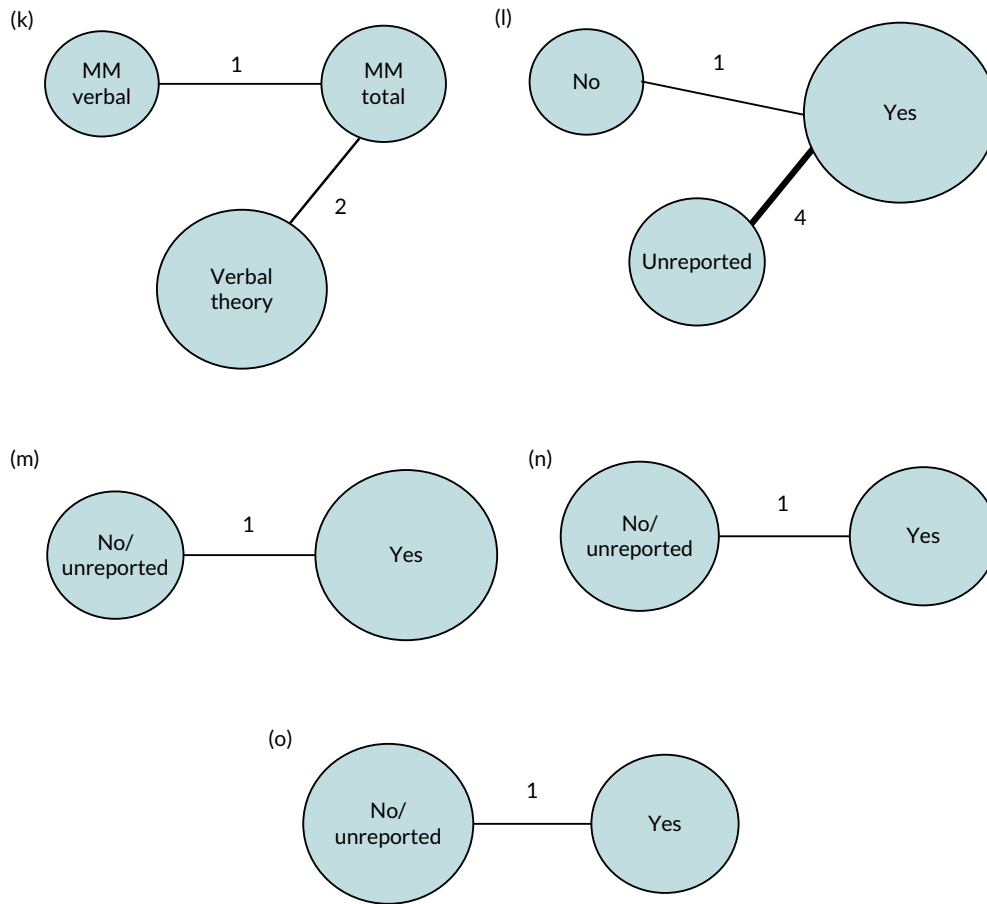 (k)
MM
verbal
1
MM
total
2
Verbal
theory
(l)
No
1
Yes
4
Unreported
(m)
No/
unreported
1
Yes
(n)
No/
unreported
1
Yes
(o)
No/
unreported
1
Yes